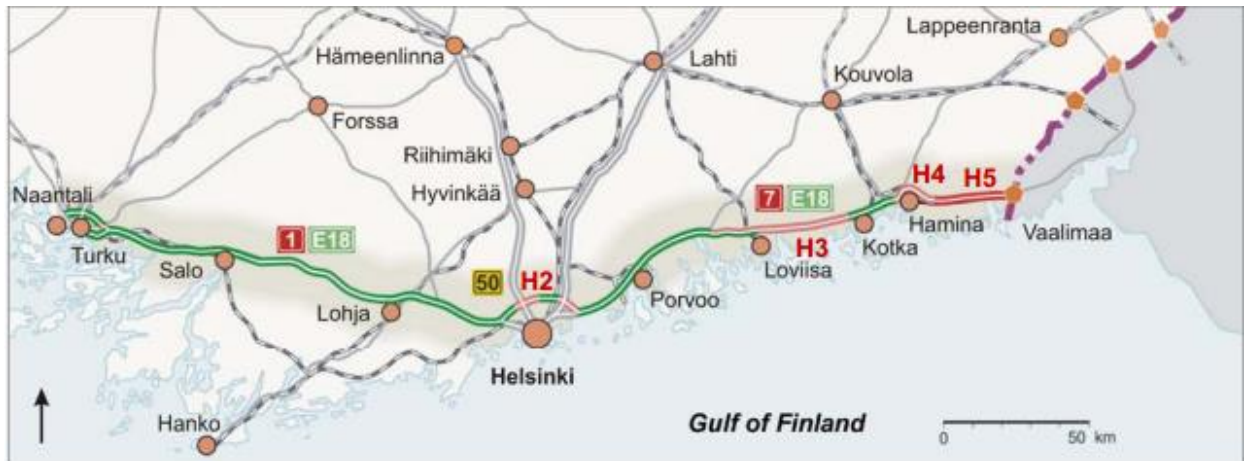 Hämeenlinna
Lahti
Lappeenranta
Kouvola
Forssa
Riihimäki
Hyvinkää
Naantali
Turku
1 E18
Salo
Lohja
50 H2
Helsinki
Hanko
Porvoo
7 E18
H3
Loviisa
Kotka
H4 H5
Hamina
Vaalimaa
Gulf of Finland
0 50 km